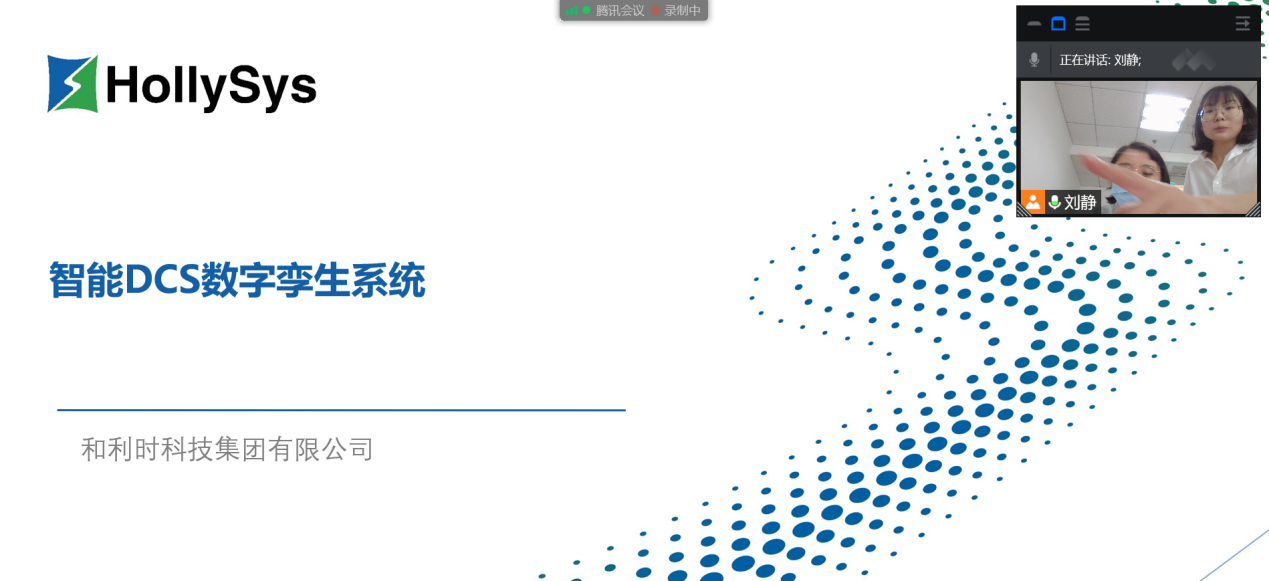 腾讯会议 录制中
HollySys
正在讲话: 刘静;
刘静
智能DCS数字孪生系统
和利时科技集团有限公司